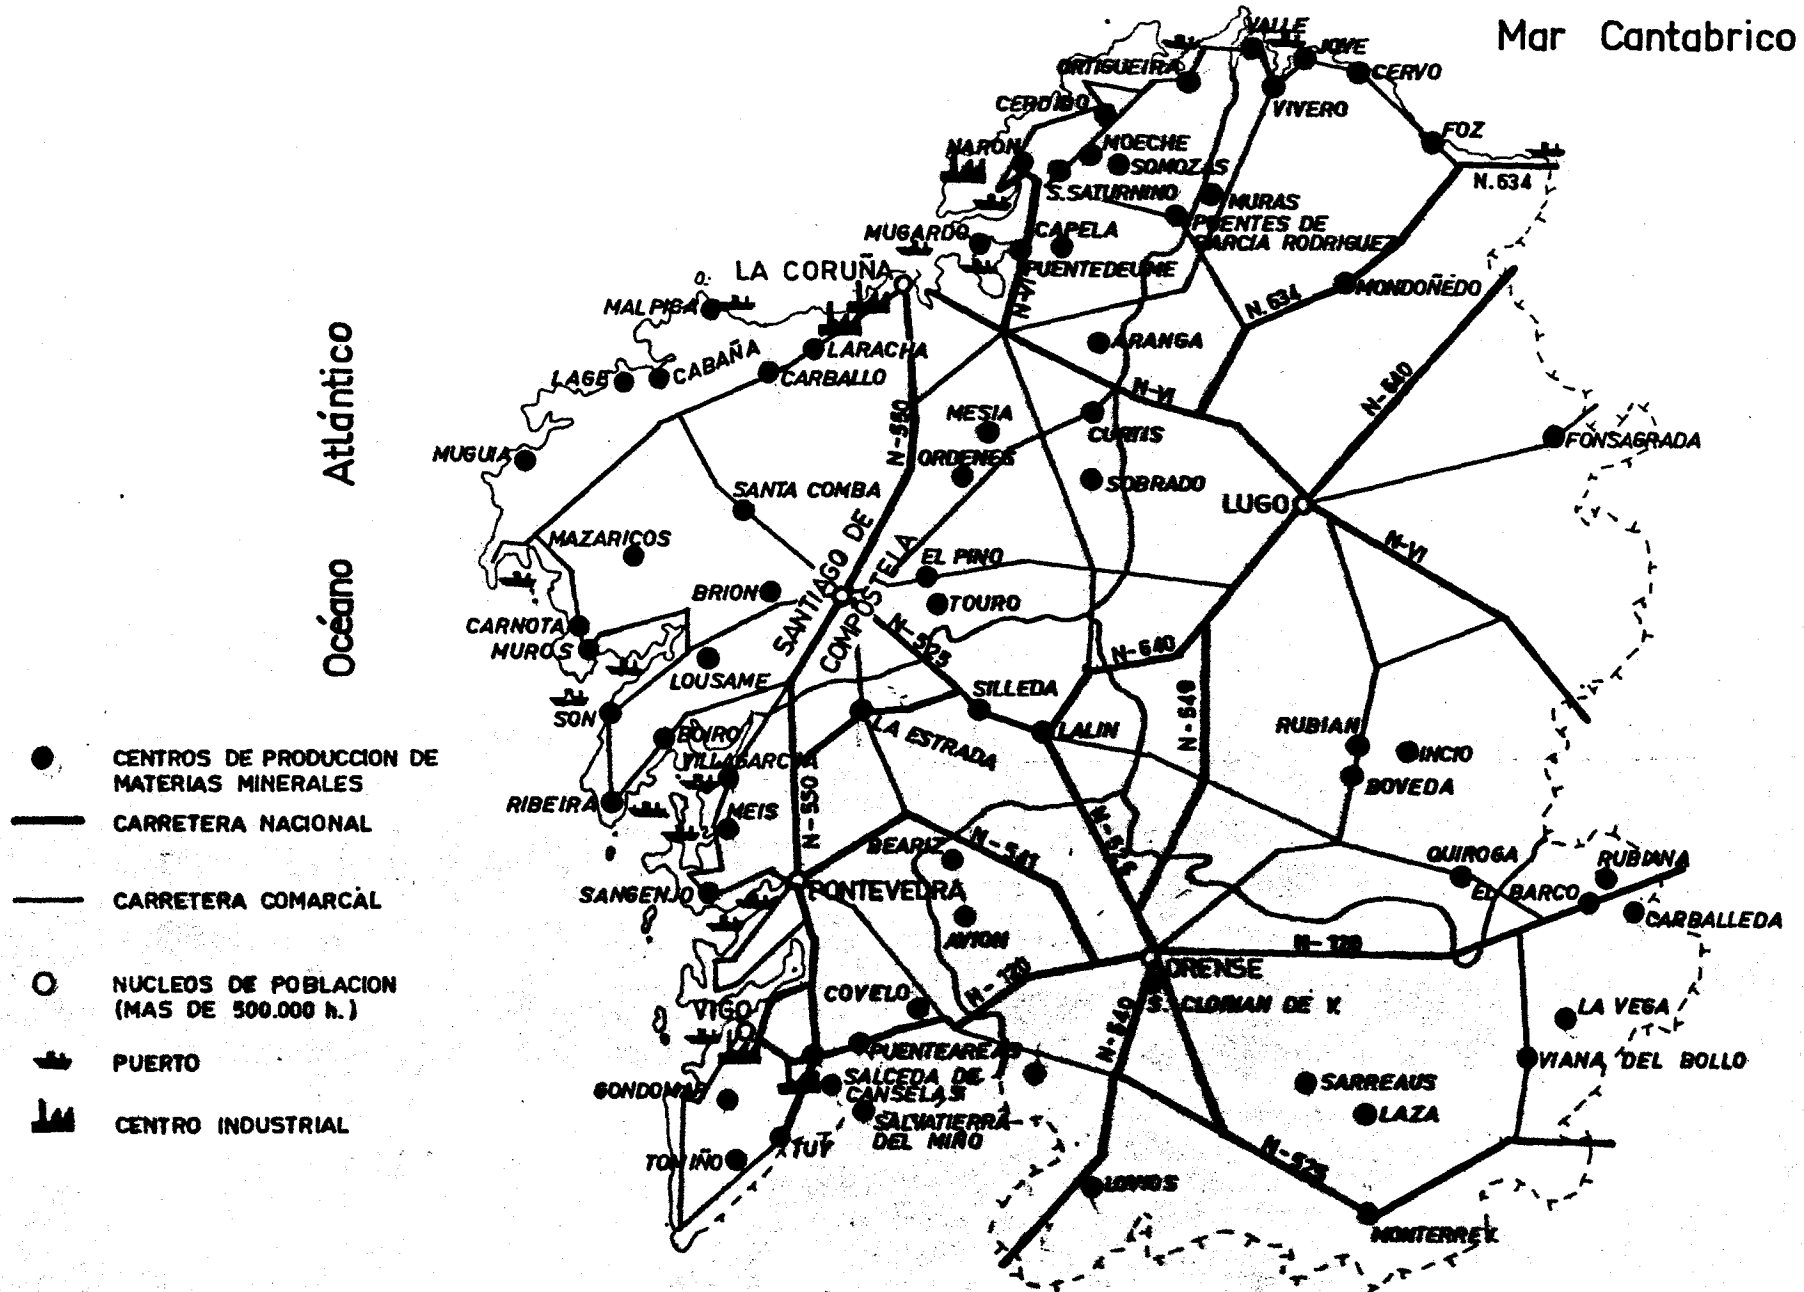 Mar Cantabrico
VALLE
JOVE
ORTIGUEIRA
CERVO
CERDIDO
VIVERO
FOZ
NARON
MOECHE
SOMOZAS
N.634
S.SATURNINO
MURAS
MUGARDO
CAPELA
PUENTES DE
GARCIA RODRIGUEZ
PUENTEDEUME
LA CORUÑA
N-VI
MALPICA
N.634
MONDOÑEDO
LARACHA
ARANGA
CABAÑA
LAGE
CARBALLO
N-VI
N-640
MESIA
N-550
CURTIS
FONSAGRADA
MUGUIA
ORDENES
SANTA COMBA
SOBRADO
LUGO
Océano Atlántico
MAZARICOS
N-VI
SANTIAGO DE
COMPOSTELA
EL PINO
BRION
TOURO
CARNOTA
MUROS
N-525
N-640
LOUSAME
SILLEDA
SON
LA ESTRADA
LALIN
N-540
RUBIAN
INCIO
BOIRO
CENTROS DE PRODUCCION DE
MATERIAS MINERALES
VILLAGARCIA
BOVEDA
RIBEIRA
MEIS
N-550
CARRETERA NACIONAL
BEARIZ
N-541
N-525
QUIROGA
RUBIANA
SANGENJO
PONTEVEDRA
EL BARCO
CARRETERA COMARCAL
CARBALLEDA
AVION
N-120
ORENSE
NUCLEOS DE POBLACION
(MAS DE 500.000 h.)
COVELO
N-120
S. CLODIAN DE V.
LA VEGA
VIGO
N-540
PUERTO
PUENTEAREAS
VIANA DEL BOLLO
GONDOMAR
SALCEDA DE
CANSELAS
SARREAUS
CENTRO INDUSTRIAL
SALVATIERRA
DEL MIÑO
LAZA
TUY
TOMIÑO
N-525
LOVIOS
MONTERREY